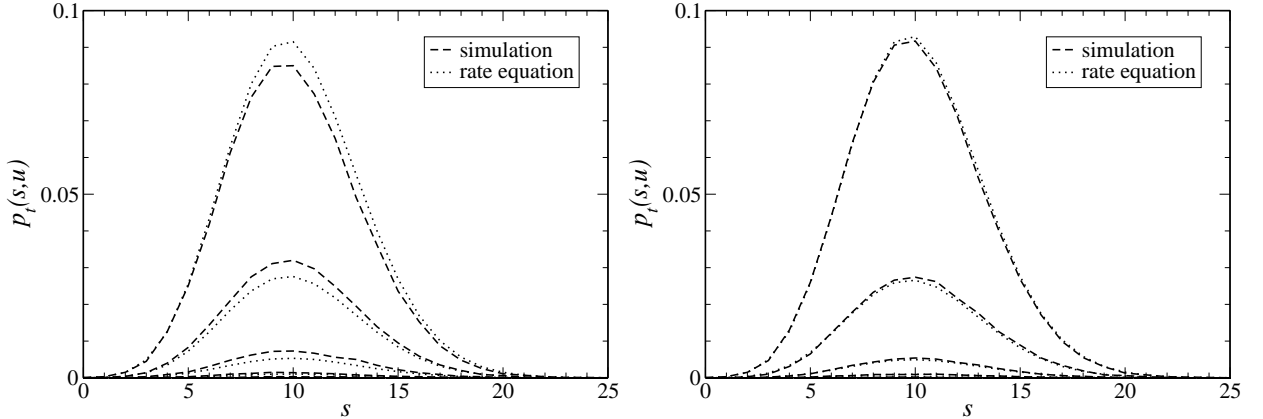 0.1
0.05
0
p_t(s,u)
simulation
rate equation
0 5 10 15 20 25
s
0.1
0.05
0
p_t(s,u)
simulation
rate equation
0 5 10 15 20 25
s